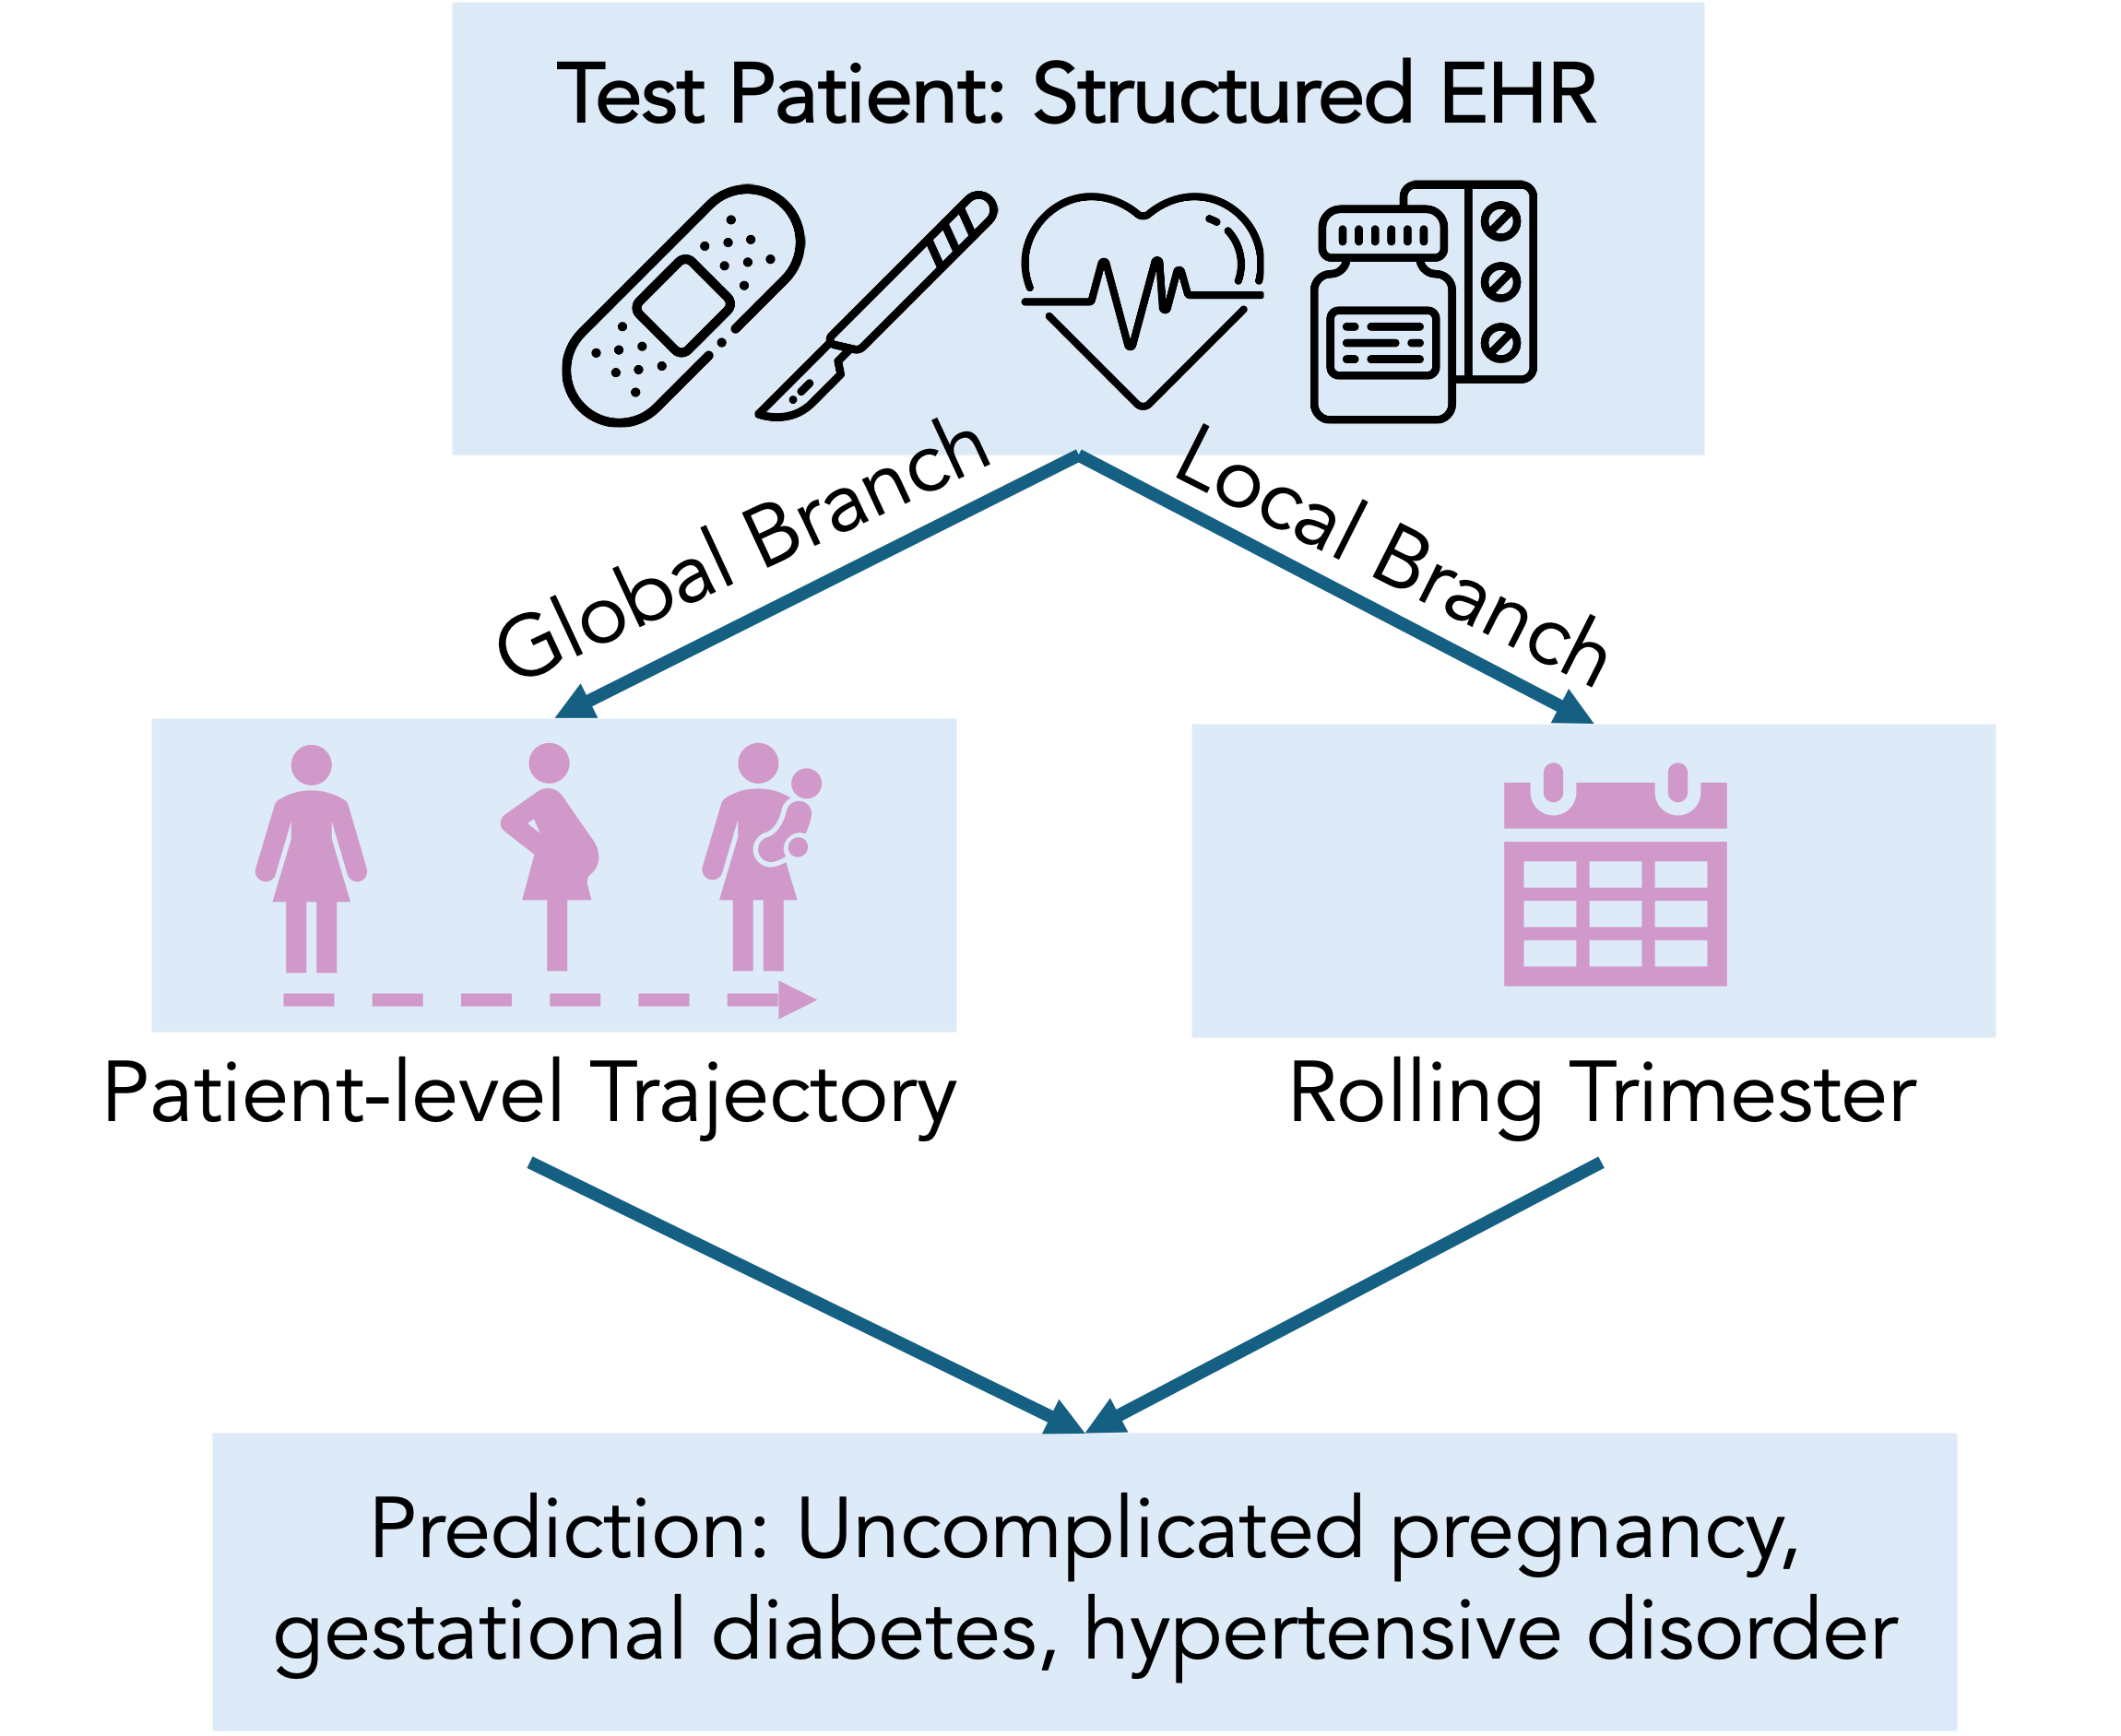 Test Patient: Structured EHR
Global Branch
Local Branch
Patient-level Trajectory
Rolling Trimester
Prediction: Uncomplicated pregnancy,
gestational diabetes, hypertensive disorder